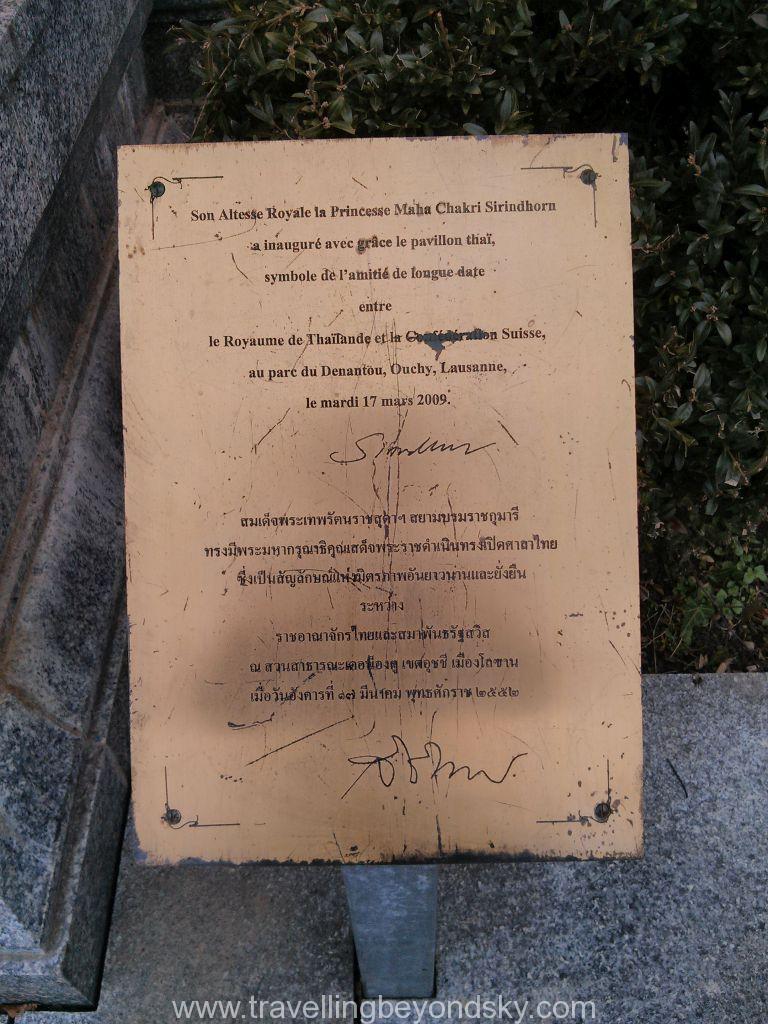 Son Altesse Royale la Princesse Maha Chakri Sirindhorn
a inauguré avec grâce le pavillon thaï,
symbole de l'amitié de longue date
entre
le Royaume de Thaïlande et la Confédération Suisse,
au parc du Denantou, Ouchy, Lausanne,
le mardi 17 mars 2009.
Sirindhorn
สมเด็จพระเทพรัตนราชสุดาฯ สยามบรมราชกุมารี
ทรงมีพระมหากรุณาธิคุณเสด็จพระราชดำเนินทรงเปิดศาลาไทย
ซึ่งเป็นสัญลักษณ์แห่งมิตรภาพอันยาวนานและยั่งยืน
ระหว่าง
ราชอาณาจักรไทยและสมาพันธรัฐสวิส
ณ สวนสาธารณะเดอน็องตู เขตอุชชี เมืองโลซาน
เมื่อวันอังคารที่ ๑๗ มีนาคม พุทธศักราช ๒๕๕๒
สิรินธร
www.travellingbeyondsky.com